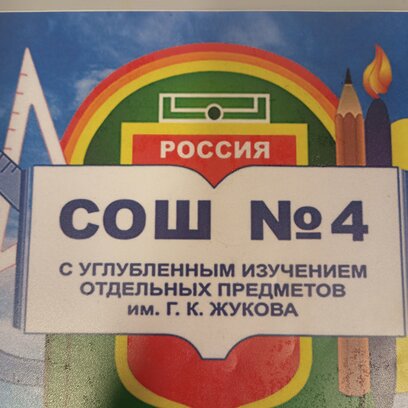 РОССИЯ
СОШ №4
С УГЛУБЛЕННЫМ ИЗУЧЕНИЕМ
ОТДЕЛЬНЫХ ПРЕДМЕТОВ
им. Г. К. ЖУКОВА